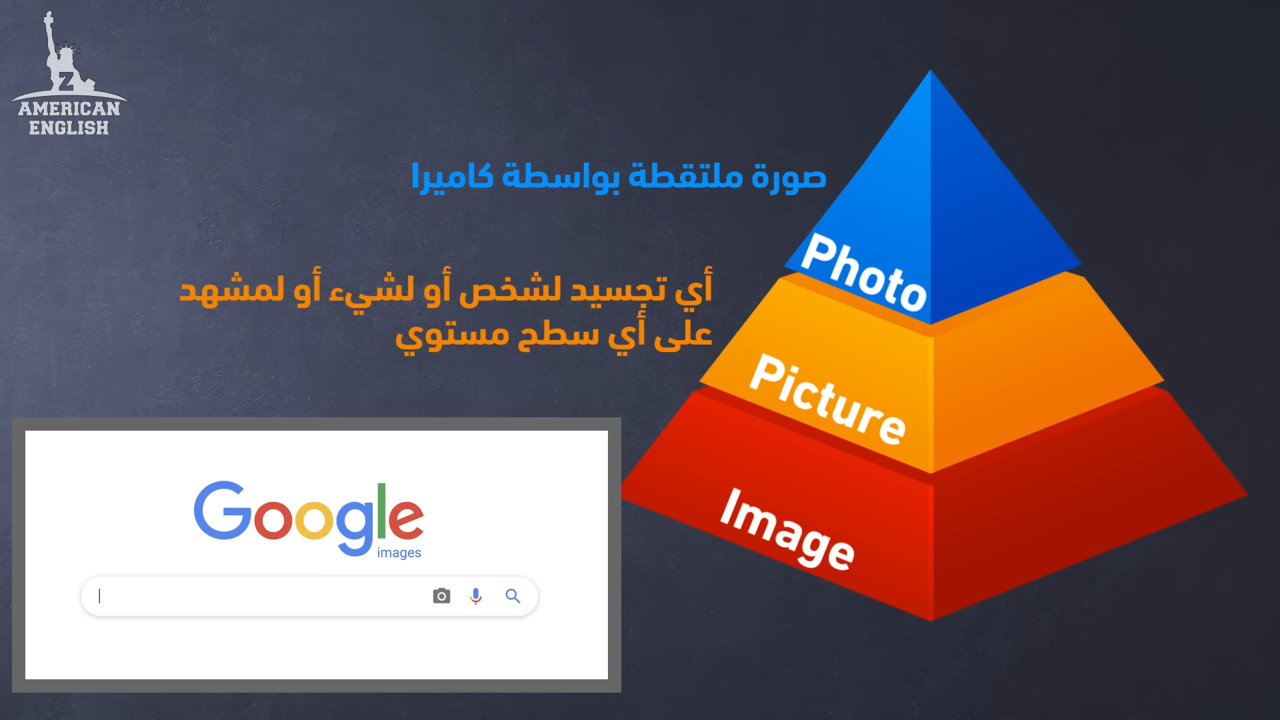 AMERICAN
ENGLISH
صورة ملتقطة بواسطة كاميرا
Photo
أي تجسيد لشخص أو لشيء أو لمشهد
على أي سطح مستوي
Picture
Image
Google
images